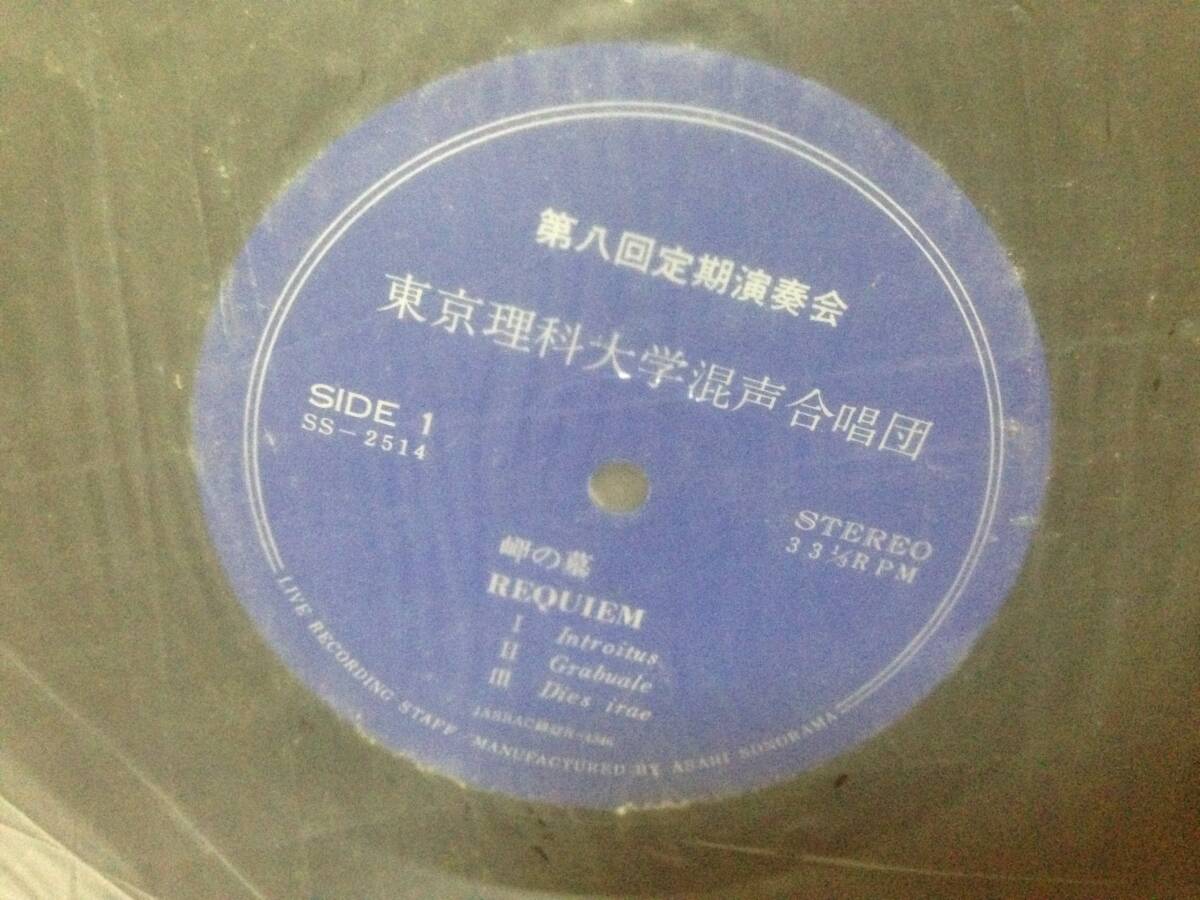 第八回定期演奏会
東京理科大学混声合唱団
SIDE 1
SS-2514
STEREO
33⅓RPM
岬の墓
REQUIEM
I Introitus
II Grabuale
III Dies irae
LIVE RECORDING STAFF MANUFACTURED BY ASAHI SONORAMA